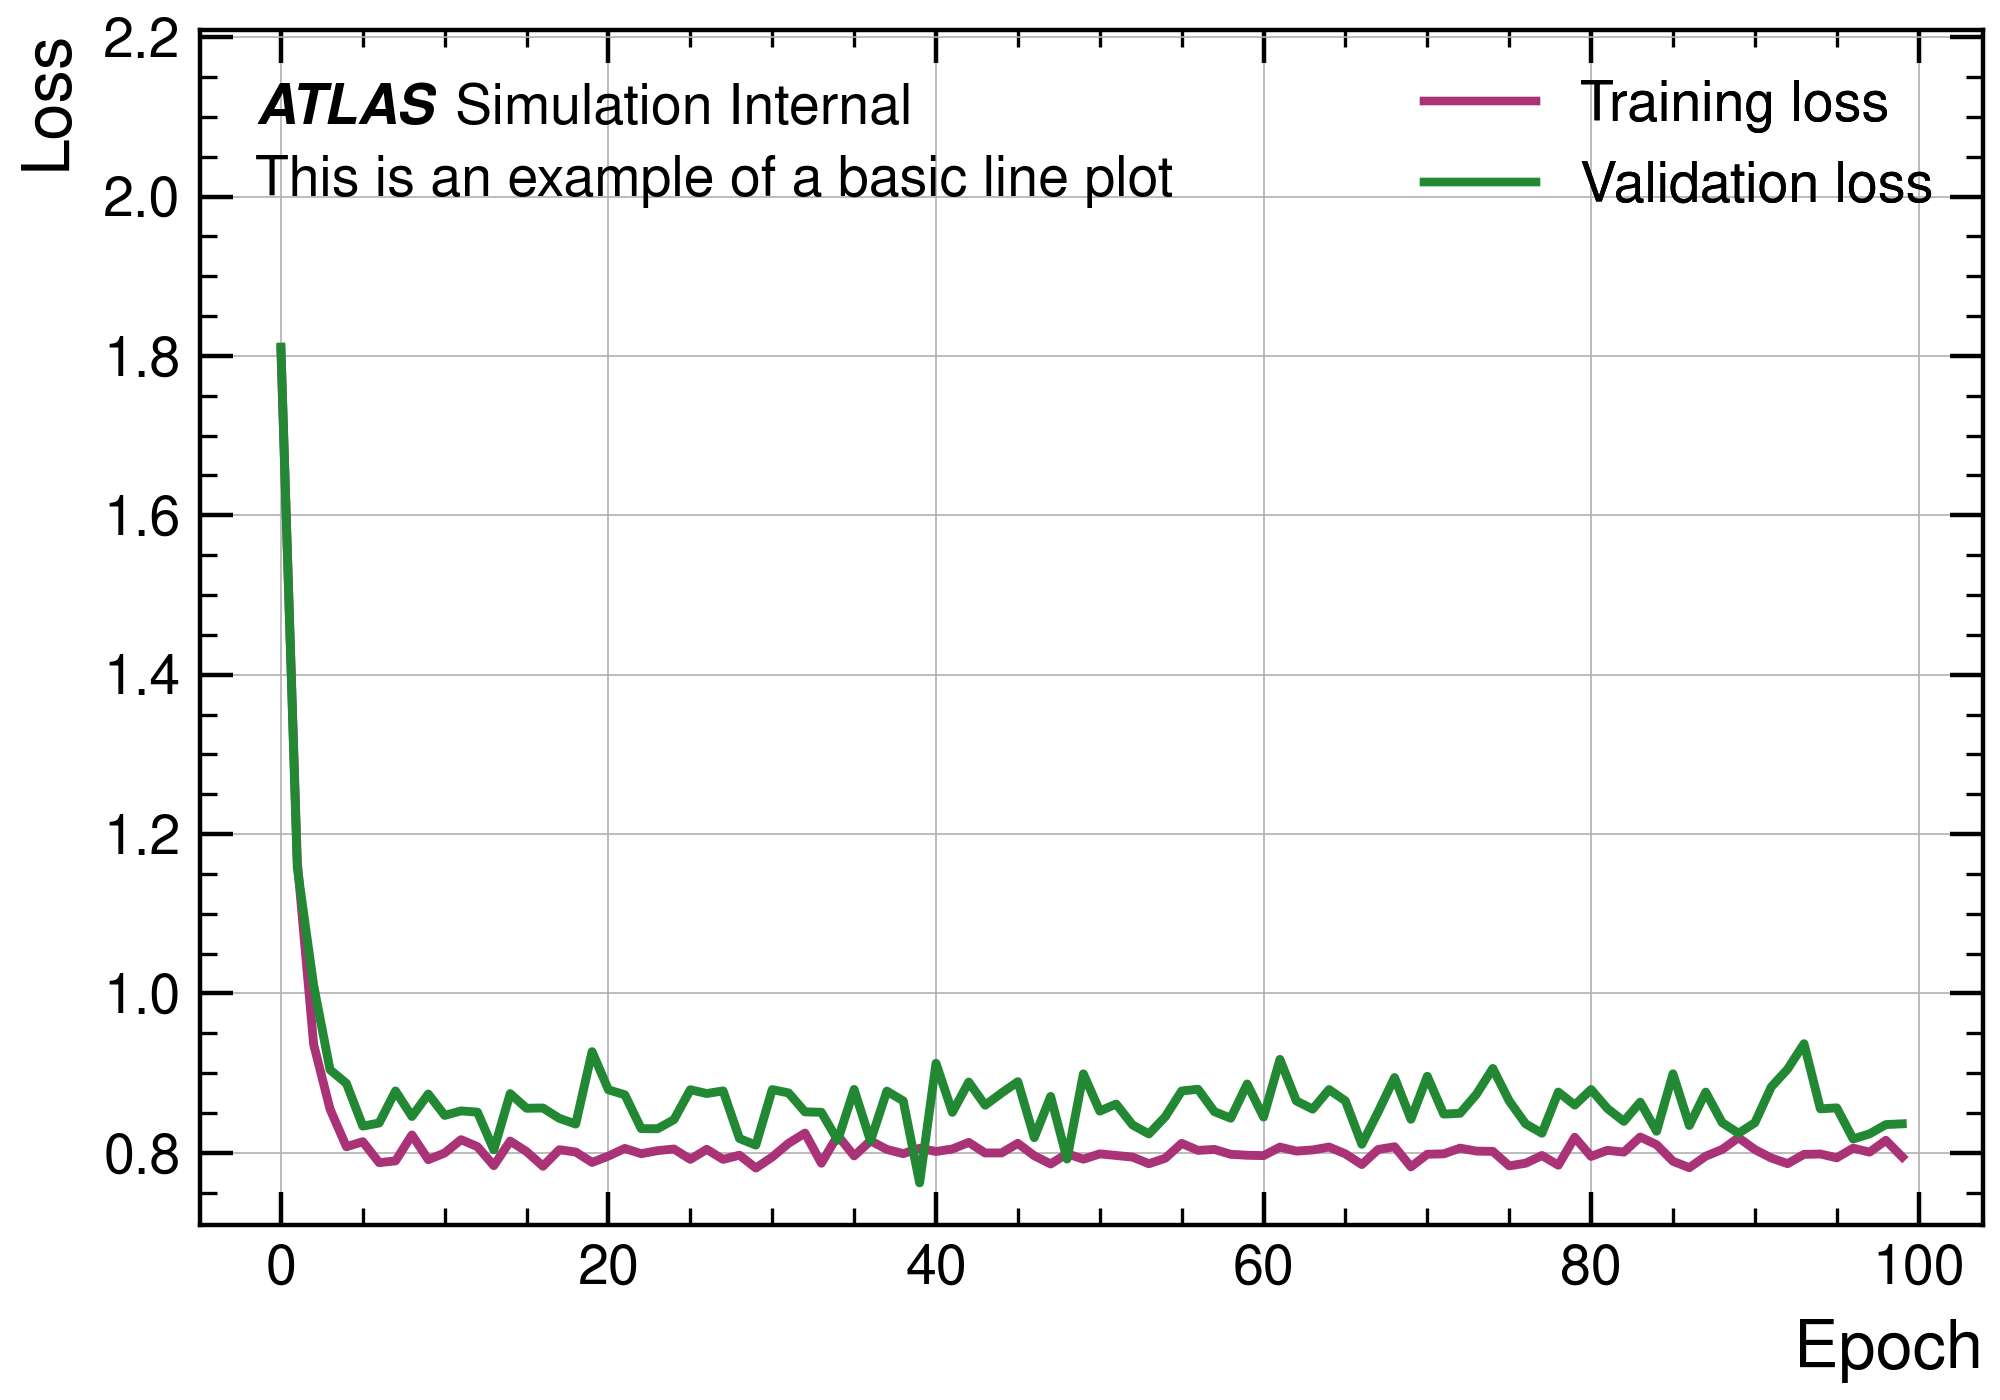 Loss
2.2
2.0
1.8
1.6
1.4
1.2
1.0
0.8
ATLAS Simulation Internal
This is an example of a basic line plot
Training loss
Validation loss
0 20 40 60 80 100
Epoch